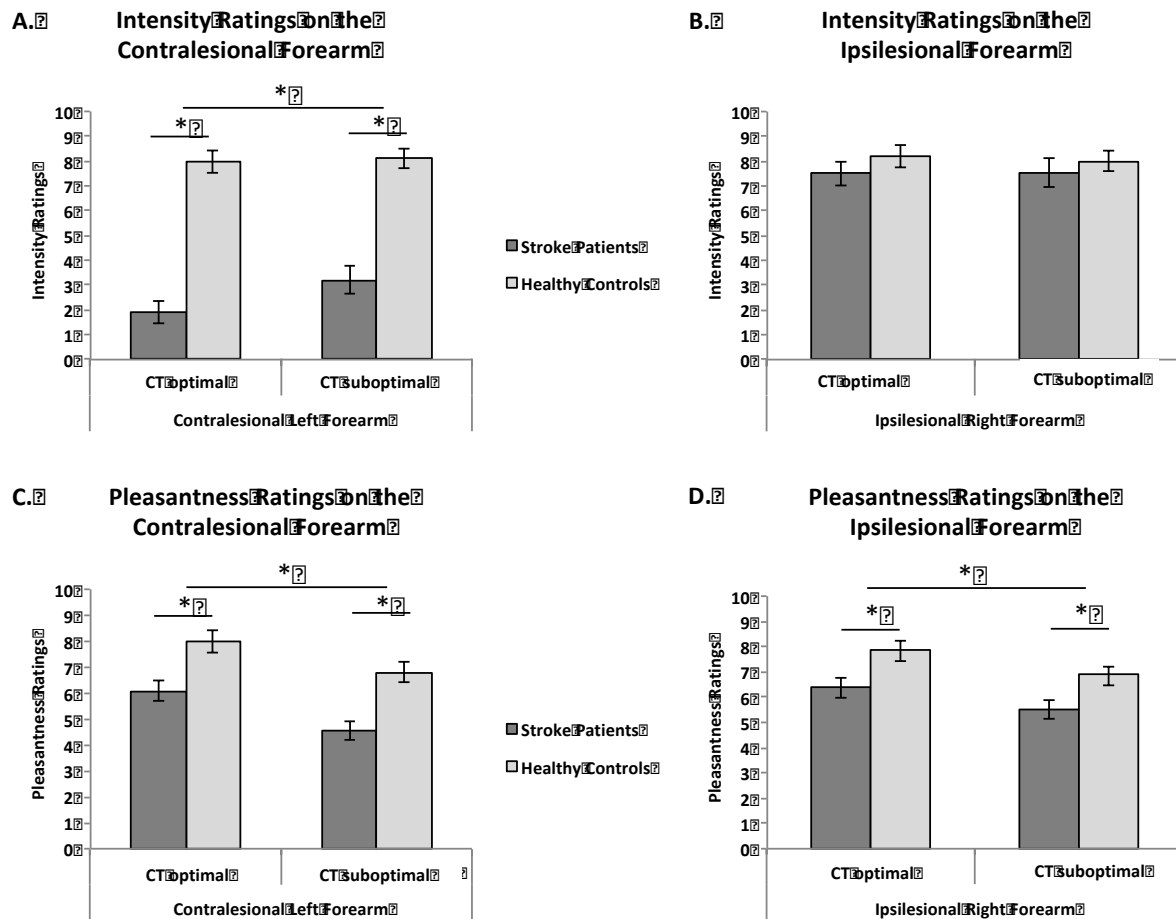 A.
Intensity Ratings on the
Contralesional Forearm
*
*
*
10
9
8
7
6
5
4
3
2
1
0
Intensity Ratings
CT optimal
CT suboptimal
Contralesional Left Forearm
Stroke Patients
Healthy Controls
B.
Intensity Ratings on the
Ipsilesional Forearm
10
9
8
7
6
5
4
3
2
1
0
Intensity Ratings
CT optimal
CT suboptimal
Ipsilesional Right Forearm
C.
Pleasantness Ratings on the
Contralesional Forearm
*
*
*
10
9
8
7
6
5
4
3
2
1
0
Pleasantness Ratings
CT optimal
CT suboptimal
Contralesional Left Forearm
Stroke Patients
Healthy Controls
D.
Pleasantness Ratings on the
Ipsilesional Forearm
*
*
*
10
9
8
7
6
5
4
3
2
1
0
Pleasantness Ratings
CT optimal
CT suboptimal
Ipsilesional Right Forearm